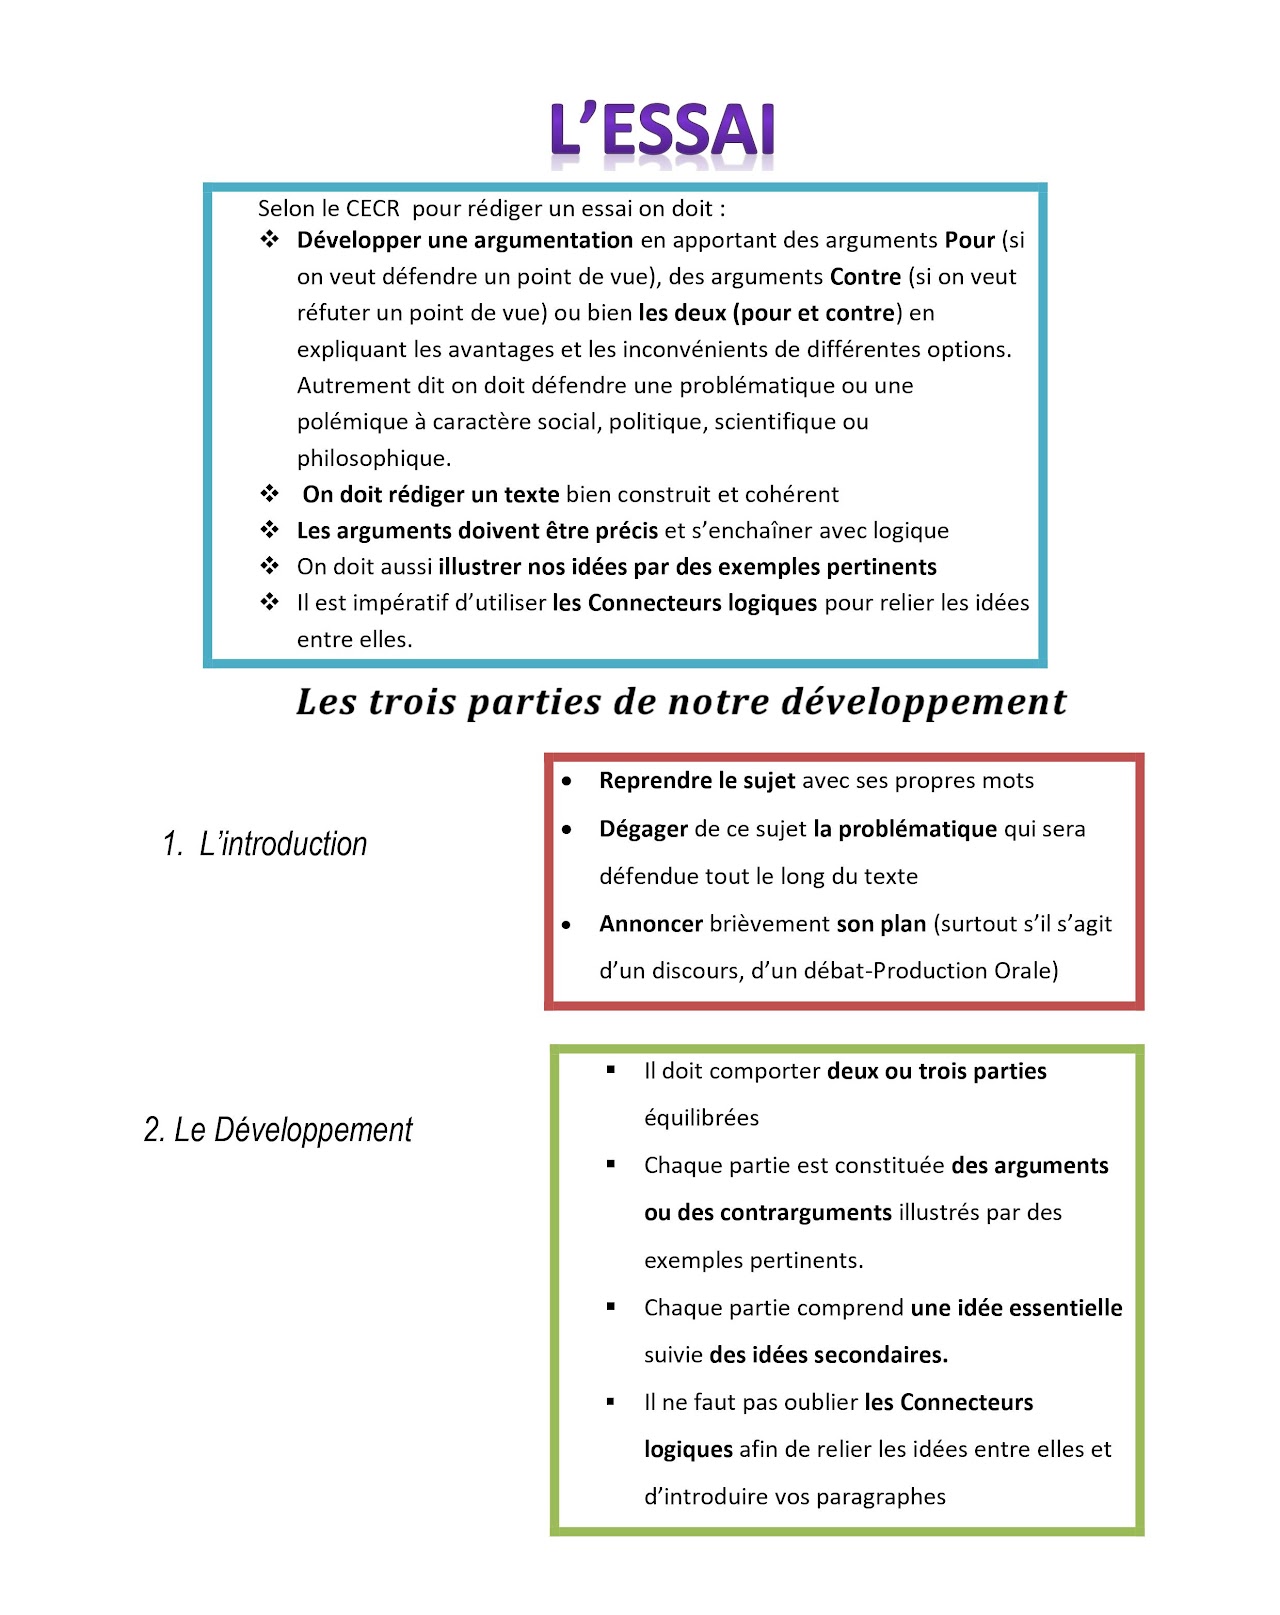 L'ESSAI
Selon le CECR  pour rédiger un essai on doit :
❖ Développer une argumentation en apportant des arguments Pour (si
on veut défendre un point de vue), des arguments Contre (si on veut
réfuter un point de vue) ou bien les deux (pour et contre) en
expliquant les avantages et les inconvénients de différentes options.
Autrement dit on doit défendre une problématique ou une
polémique à caractère social, politique, scientifique ou
philosophique.
❖ On doit rédiger un texte bien construit et cohérent
❖ Les arguments doivent être précis et s'enchaîner avec logique
❖ On doit aussi illustrer nos idées par des exemples pertinents
❖ Il est impératif d'utiliser les Connecteurs logiques pour relier les idées
entre elles.
Les trois parties de notre développement
1. L'introduction
• Reprendre le sujet avec ses propres mots
• Dégager de ce sujet la problématique qui sera
défendue tout le long du texte
• Annoncer brièvement son plan (surtout s'il s'agit
d'un discours, d'un débat-Production Orale)
2. Le Développement
▪ Il doit comporter deux ou trois parties
équilibrées
▪ Chaque partie est constituée des arguments
ou des contrarguments illustrés par des
exemples pertinents.
▪ Chaque partie comprend une idée essentielle
suivie des idées secondaires.
▪ Il ne faut pas oublier les Connecteurs
logiques afin de relier les idées entre elles et
d'introduire vos paragraphes